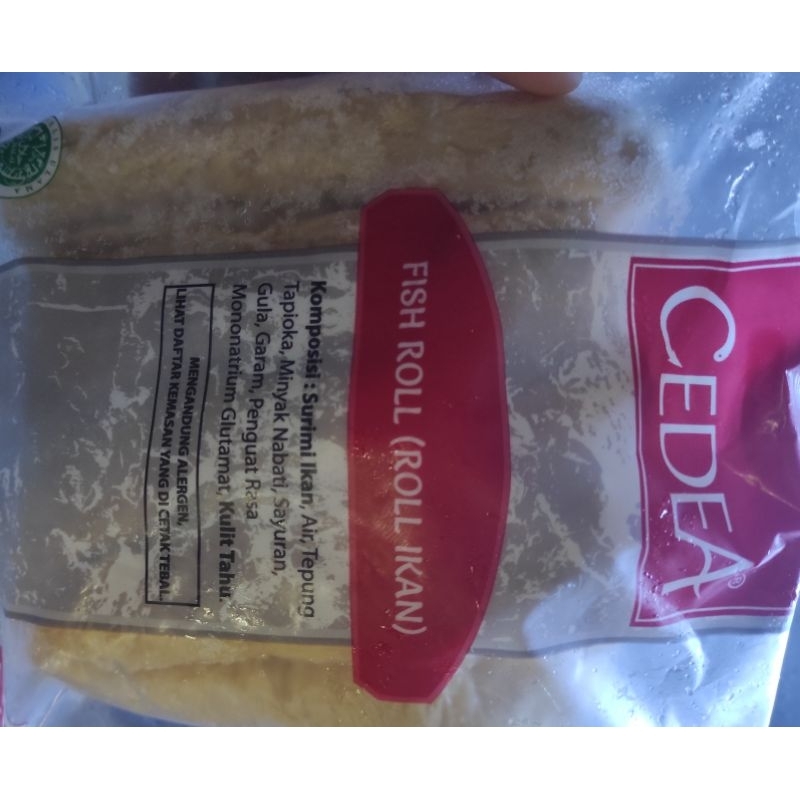 CEDEA®
FISH ROLL (ROLL IKAN)
Komposisi : Surimi Ikan, Air, Tepung
Tapioka, Minyak Nabati, Sayuran,
Gula, Garam, Penguat Rasa
Mononatrium Glutamat, Kulit Tahu.
MENGANDUNG ALERGEN,
LIHAT DAFTAR KEMASAN YANG DI CETAK TEBAL.